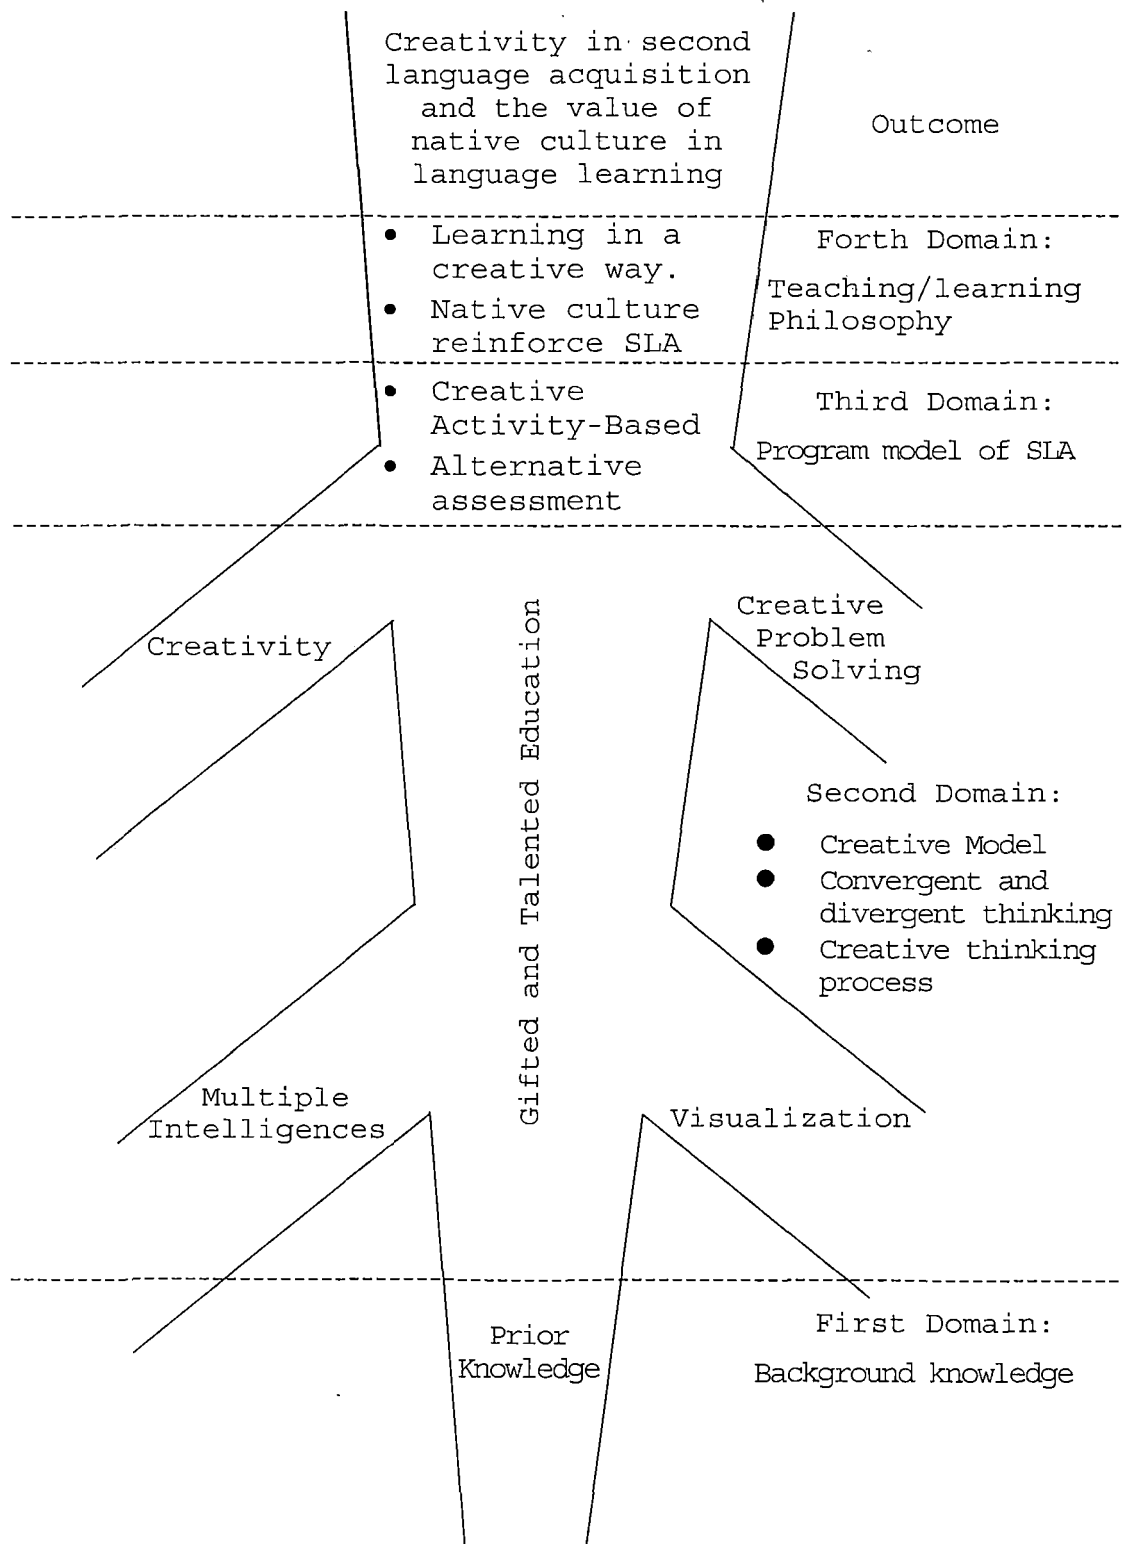 Creativity in second
language acquisition
and the value of
native culture in
language learning
Outcome
• Learning in a
creative way.
• Native culture
reinforce SLA
Forth Domain:
Teaching/learning
Philosophy
• Creative
Activity-Based
• Alternative
assessment
Third Domain:
Program model of SLA
Creativity
Gifted and Talented Education
Creative
Problem
Solving
Second Domain:
● Creative Model
● Convergent and
divergent thinking
● Creative thinking
process
Multiple
Intelligences
Visualization
Prior
Knowledge
First Domain:
Background knowledge